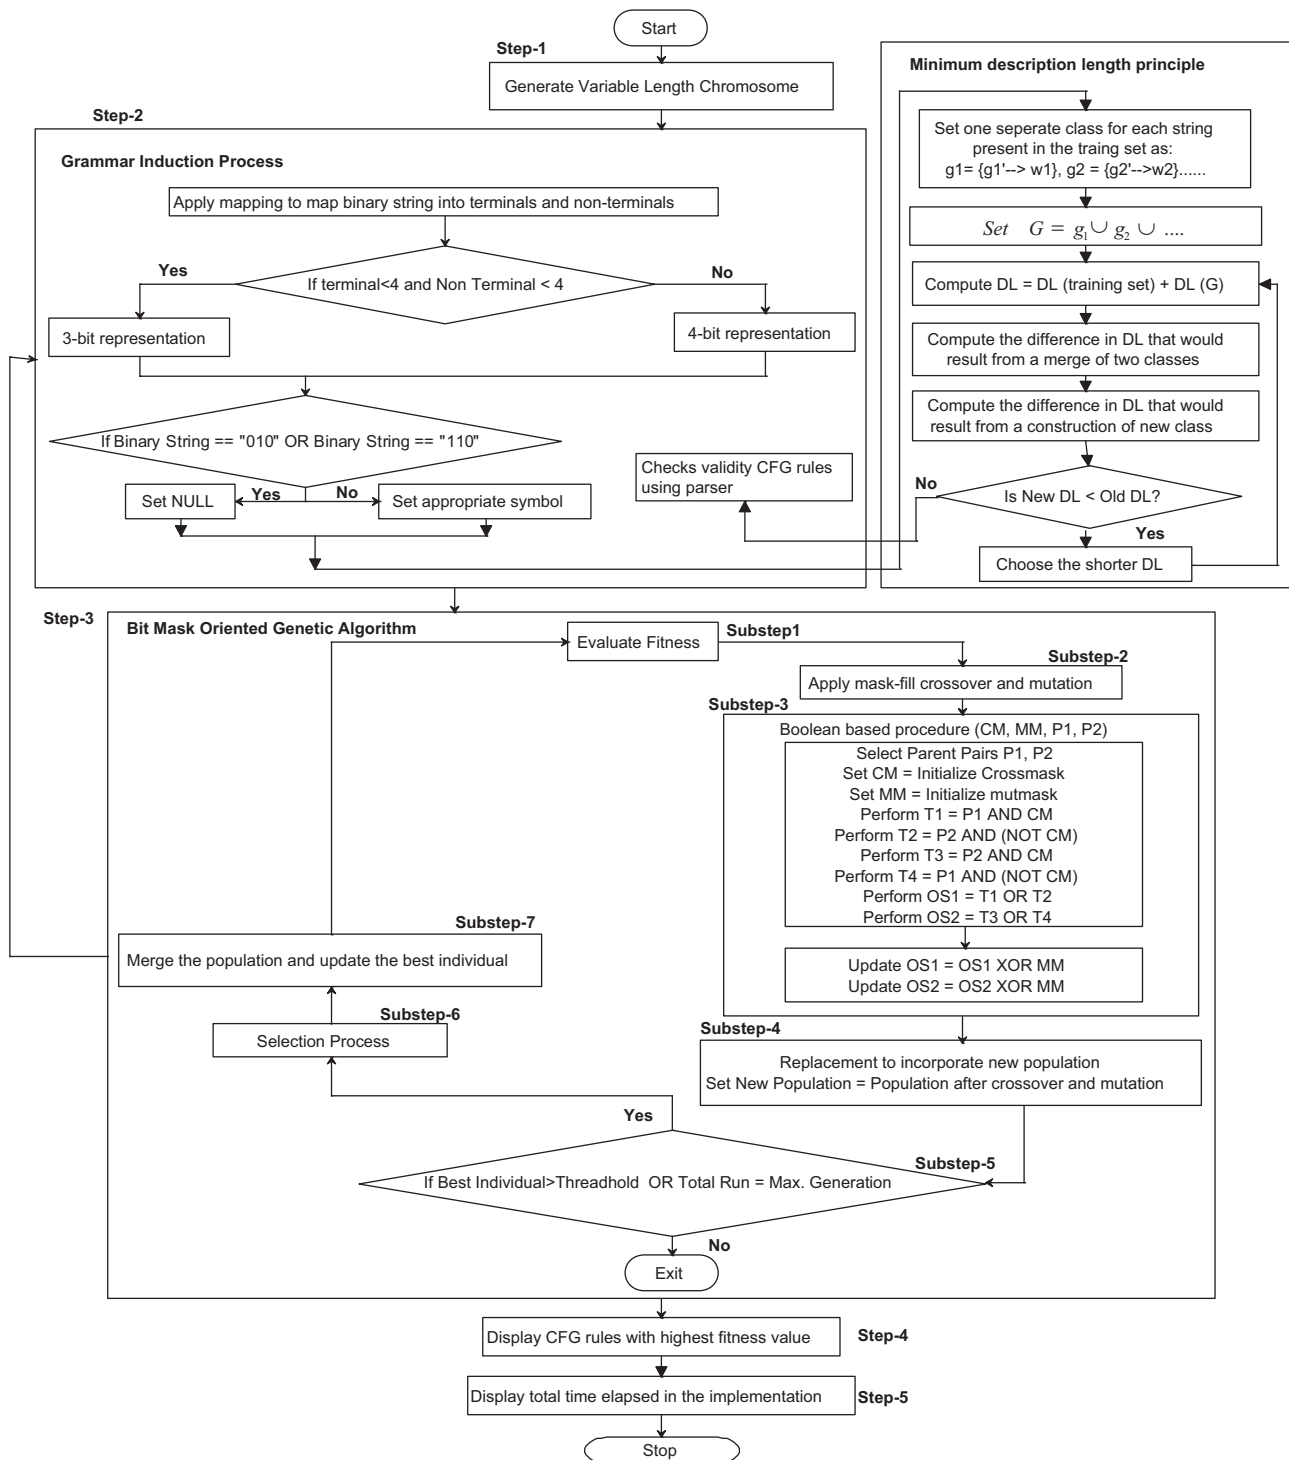 Start
Step-1
Generate Variable Length Chromosome
Step-2
Grammar Induction Process
Apply mapping to map binary string into terminals and non-terminals
If terminal<4 and Non Terminal < 4
Yes
No
3-bit representation
4-bit representation
If Binary String == "010" OR Binary String == "110"
Yes
No
Set NULL
Set appropriate symbol
Checks validity CFG rules
using parser
Minimum description length principle
Set one seperate class for each string
present in the traing set as:
g1= {g1'--> w1}, g2 = {g2'-->w2}......
Set G = g₁ ∪ g₂ ∪ ....
Compute DL = DL (training set) + DL (G)
Compute the difference in DL that would
result from a merge of two classes
Compute the difference in DL that would
result from a construction of new class
Is New DL < Old DL?
No
Yes
Choose the shorter DL
Step-3
Bit Mask Oriented Genetic Algorithm
Evaluate Fitness
Substep1
Substep-2
Apply mask-fill crossover and mutation
Substep-3
Boolean based procedure (CM, MM, P1, P2)
Select Parent Pairs P1, P2
Set CM = Initialize Crossmask
Set MM = Initialize mutmask
Perform T1 = P1 AND CM
Perform T2 = P2 AND (NOT CM)
Perform T3 = P2 AND CM
Perform T4 = P1 AND (NOT CM)
Perform OS1 = T1 OR T2
Perform OS2 = T3 OR T4
Update OS1 = OS1 XOR MM
Update OS2 = OS2 XOR MM
Substep-4
Replacement to incorporate new population
Set New Population = Population after crossover and mutation
Substep-5
If Best Individual>Threadhold OR Total Run = Max. Generation
Yes
No
Exit
Substep-6
Selection Process
Substep-7
Merge the population and update the best individual
Display CFG rules with highest fitness value
Step-4
Display total time elapsed in the implementation
Step-5
Stop